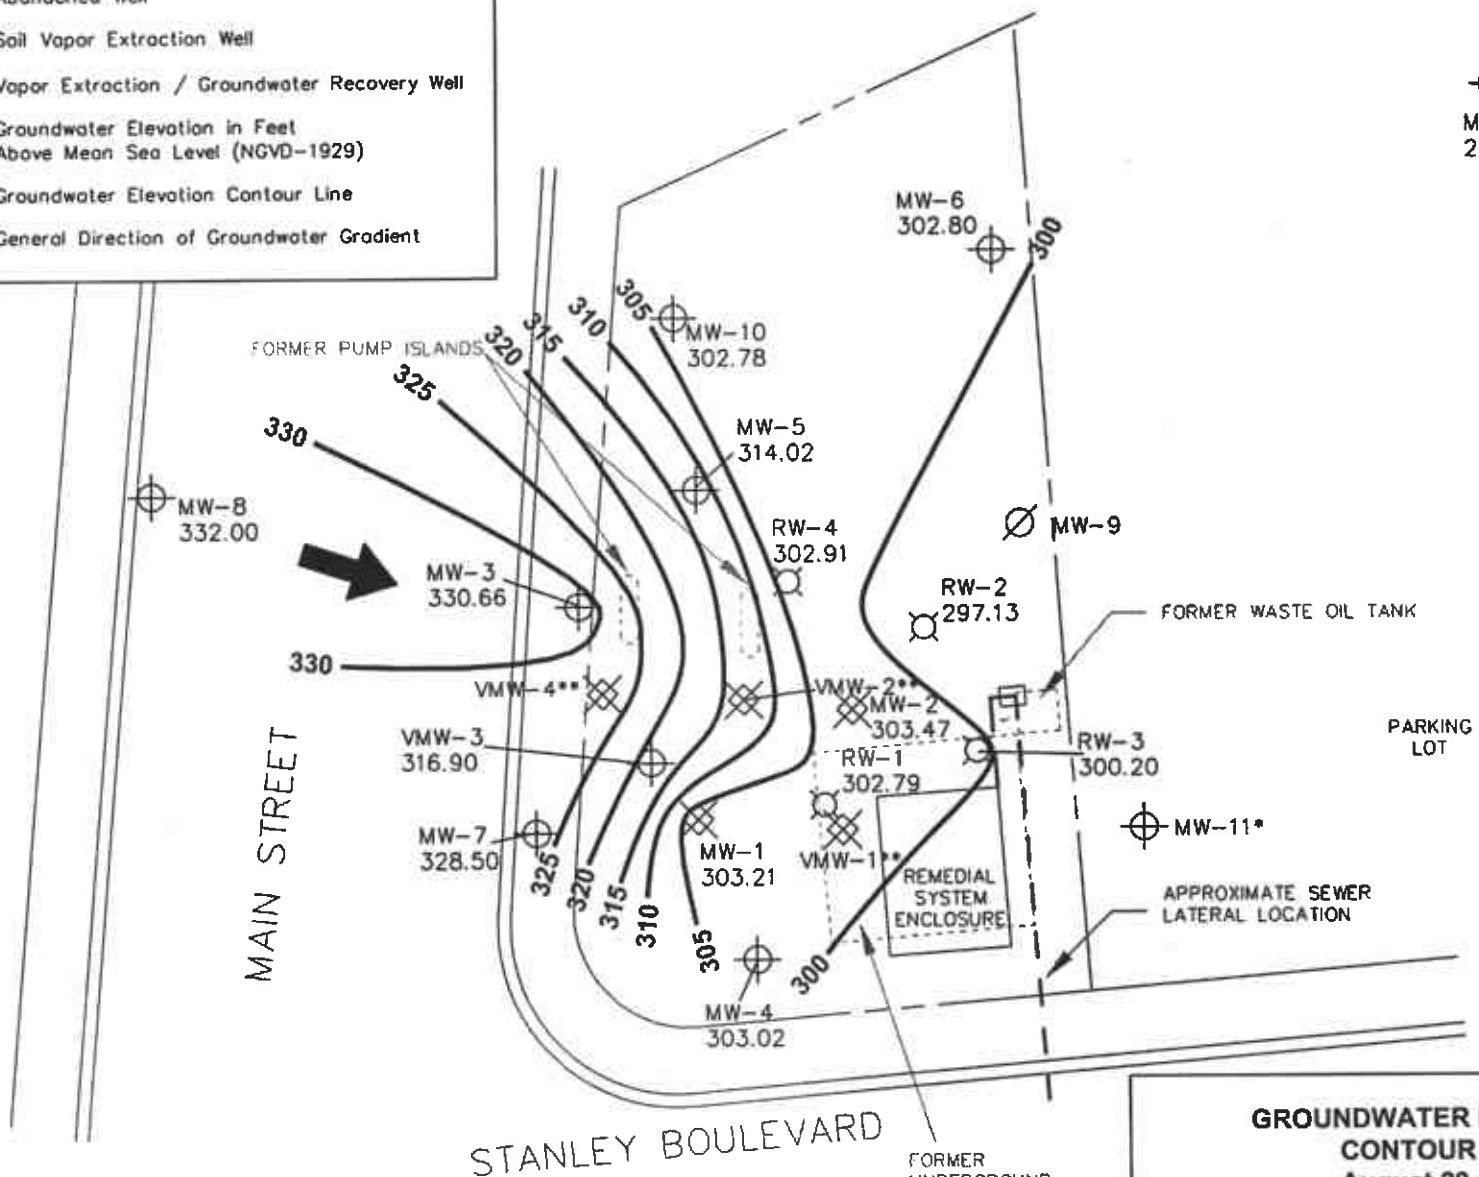 Abandoned Well
Soil Vapor Extraction Well
Vapor Extraction / Groundwater Recovery Well
Groundwater Elevation in Feet
Above Mean Sea Level (NGVD-1929)
Groundwater Elevation Contour Line
General Direction of Groundwater Gradient
M
2
MW-6
302.80
300
305
310
315
320
325
330
MW-10
302.78
FORMER PUMP ISLANDS
MW-5
314.02
MW-8
332.00
RW-4
302.91
MW-9
MW-3
330.66
RW-2
297.13
FORMER WASTE OIL TANK
330
VMW-4**
VMW-2**
MW-2
303.47
VMW-3
316.90
RW-1
302.79
RW-3
300.20
PARKING
LOT
MAIN STREET
MW-7
328.50
MW-1
303.21
VMW-1**
MW-11*
REMEDIAL
SYSTEM
ENCLOSURE
APPROXIMATE SEWER
LATERAL LOCATION
325
320
315
310
305
300
MW-4
303.02
STANLEY BOULEVARD
FORMER
GROUNDWATER
CONTOUR